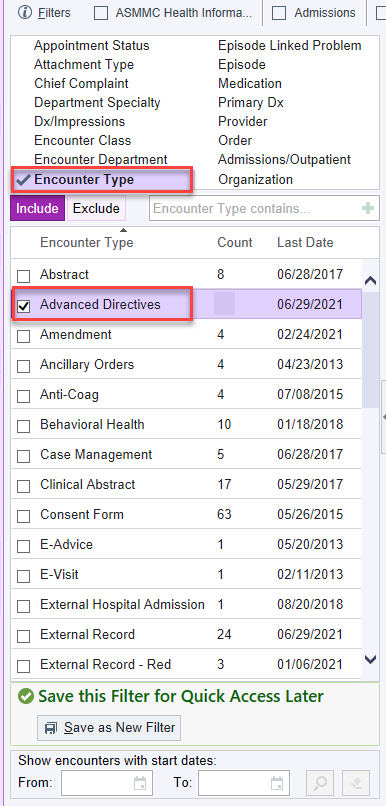 Filters ASMMC Health Informa... Admissions
Appointment Status Episode Linked Problem
Attachment Type Episode
Chief Complaint Medication
Department Specialty Primary Dx
Dx/Impressions Provider
Encounter Class Order
Encounter Department Admissions/Outpatient
Encounter Type Organization
Include Exclude Encounter Type contains...
Encounter Type Count Last Date
Abstract 8 06/28/2017
Advanced Directives 06/29/2021
Amendment 4 02/24/2021
Ancillary Orders 4 04/23/2013
Anti-Coag 4 07/08/2015
Behavioral Health 10 01/18/2018
Case Management 5 06/28/2017
Clinical Abstract 17 05/29/2017
Consent Form 63 05/26/2015
E-Advice 1 05/20/2013
E-Visit 1 02/11/2013
External Hospital Admission 1 08/20/2018
External Record 24 06/29/2021
External Record - Red 3 01/06/2021
Save this Filter for Quick Access Later
Save as New Filter
Show encounters with start dates:
From: To: